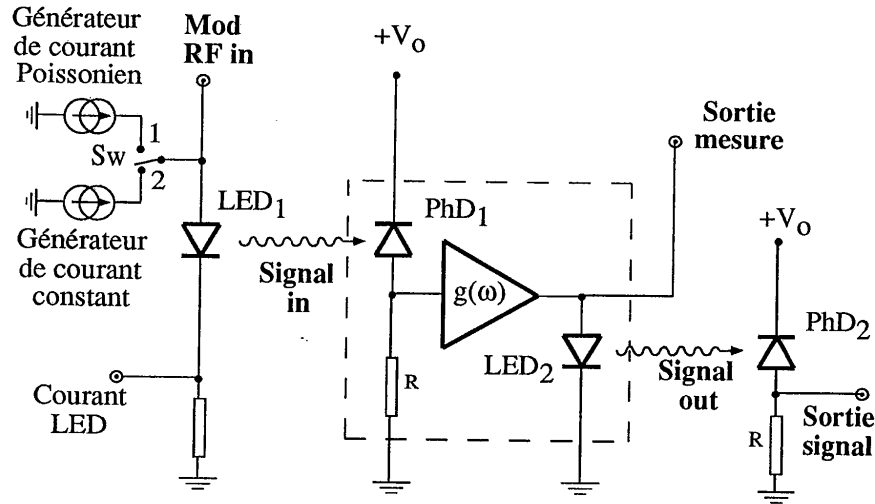 Générateur
de courant
Poissonien
Mod
RF in
+Vo
1
Sw
2
Sortie
mesure
LED1
PhD1
+Vo
Générateur
de courant
constant
Signal
in
g(ω)
PhD2
LED2
R
Signal
out
Courant
LED
Sortie
signal
R